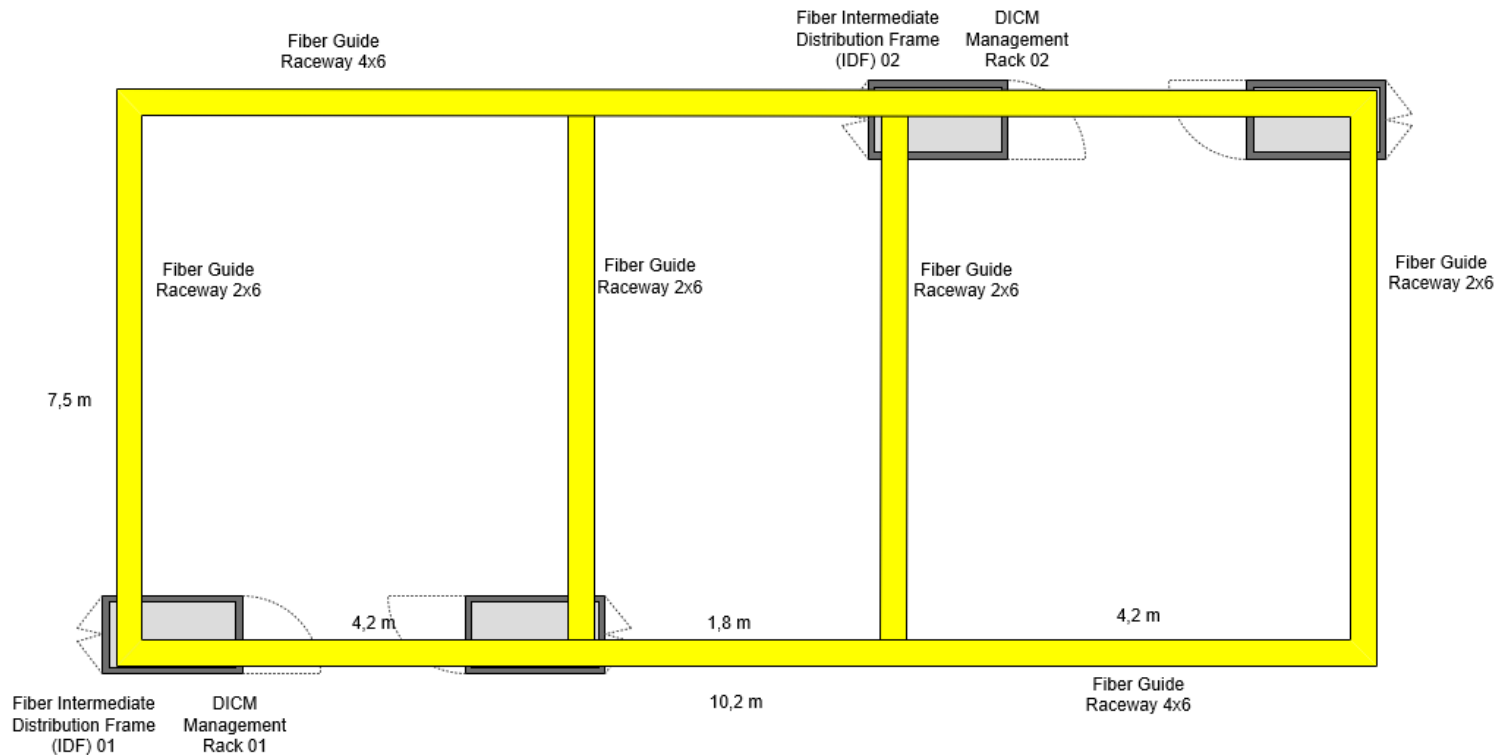 Fiber Guide
Raceway 4x6
Fiber Intermediate
Distribution Frame
(IDF) 02
DICM
Management
Rack 02
Fiber Guide
Raceway 2x6
Fiber Guide
Raceway 2x6
Fiber Guide
Raceway 2x6
Fiber Guide
Raceway 2x6
7,5 m
4,2 m
1,8 m
4,2 m
10,2 m
Fiber Guide
Raceway 4x6
Fiber Intermediate
Distribution Frame
(IDF) 01
DICM
Management
Rack 01